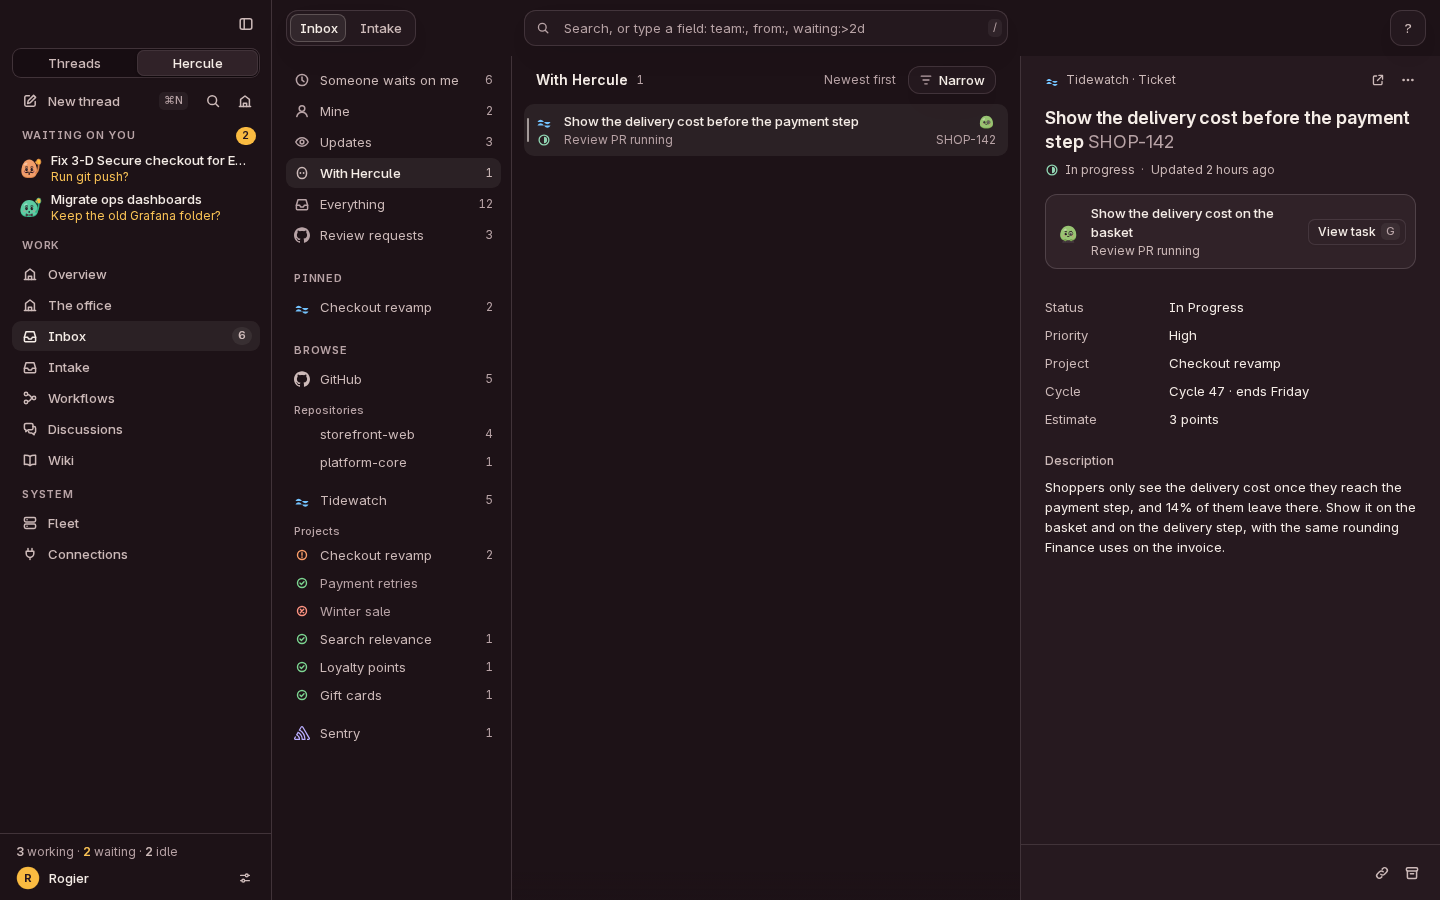 Threads
Hercule
New thread
⌘N
WAITING ON YOU
2
Fix 3-D Secure checkout for E...
Run git push?
Migrate ops dashboards
Keep the old Grafana folder?
WORK
Overview
The office
Inbox
6
Intake
Workflows
Discussions
Wiki
SYSTEM
Fleet
Connections
3 working · 2 waiting · 2 idle
R
Rogier
Inbox
Intake
Someone waits on me 6
Mine 2
Updates 3
With Hercule 1
Everything 12
Review requests 3
PINNED
Checkout revamp 2
BROWSE
GitHub 5
Repositories
storefront-web 4
platform-core 1
Tidewatch 5
Projects
Checkout revamp 2
Payment retries
Winter sale
Search relevance 1
Loyalty points 1
Gift cards 1
Sentry 1
Search, or type a field: team:, from:, waiting:>2d
/
?
With Hercule 1
Newest first
Narrow
Show the delivery cost before the payment step
Review PR running
SHOP-142
Tidewatch · Ticket
Show the delivery cost before the payment
step SHOP-142
In progress · Updated 2 hours ago
Show the delivery cost on the
basket
Review PR running
View task G
Status In Progress
Priority High
Project Checkout revamp
Cycle Cycle 47 · ends Friday
Estimate 3 points
Description
Shoppers only see the delivery cost once they reach the
payment step, and 14% of them leave there. Show it on the
basket and on the delivery step, with the same rounding
Finance uses on the invoice.